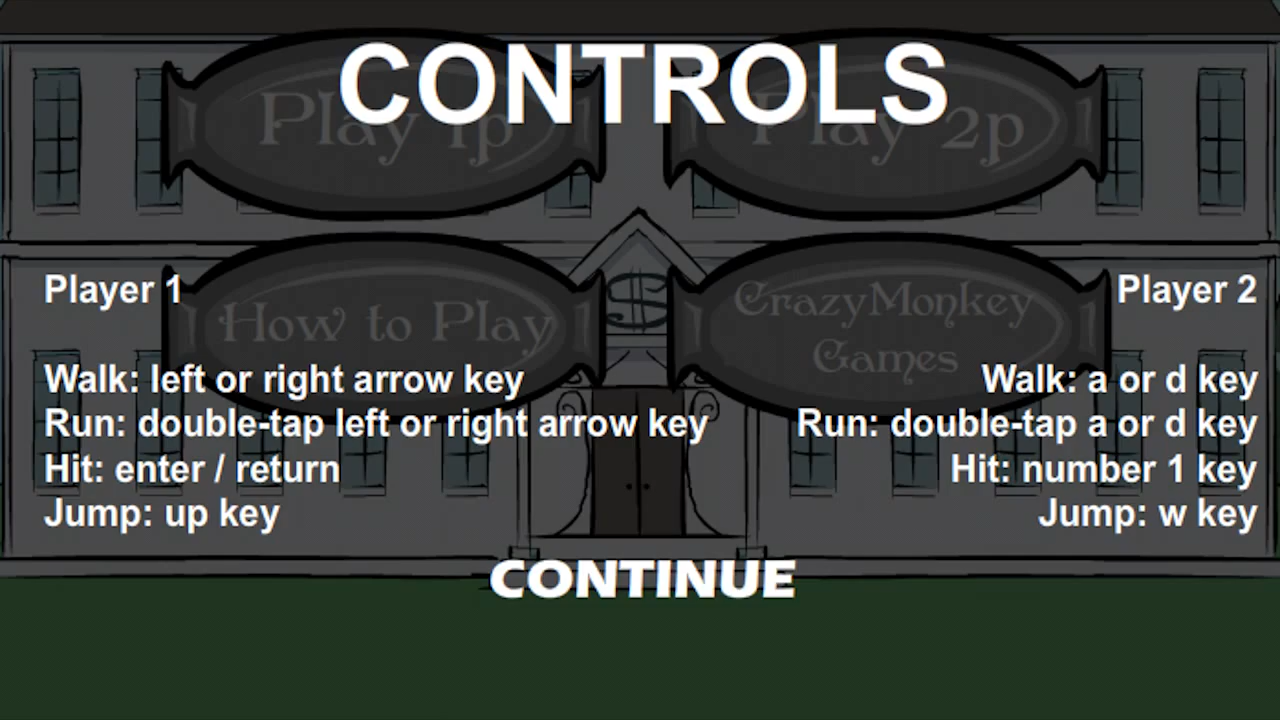 CONTROLS
Play 1p
Play 2p
Player 1
Player 2
How to Play
CrazyMonkey
Games
$
Walk: left or right arrow key
Run: double-tap left or right arrow key
Hit: enter / return
Jump: up key
Walk: a or d key
Run: double-tap a or d key
Hit: number 1 key
Jump: w key
CONTINUE